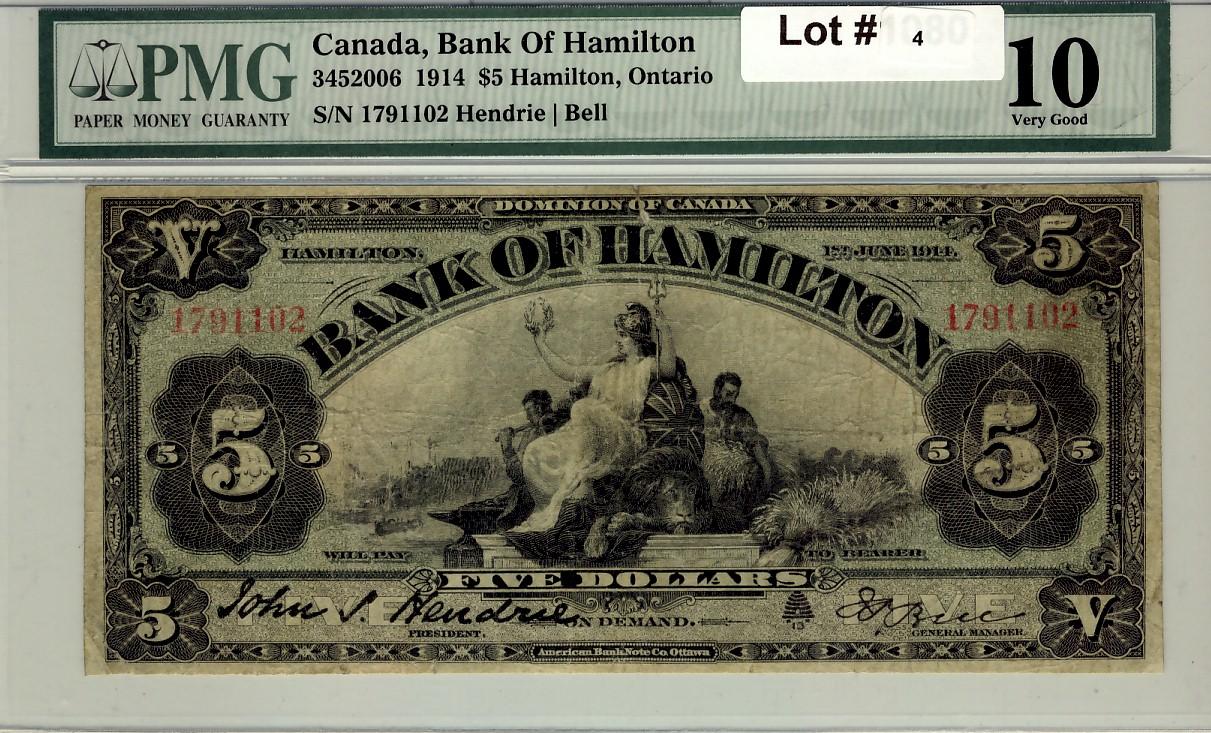 PMG
PAPER MONEY GUARANTY
Canada, Bank Of Hamilton
3452006 1914 $5 Hamilton, Ontario
S/N 1791102 Hendrie | Bell
Lot # 4
10
Very Good
DOMINION OF CANADA
V
HAMILTON.
1ST JUNE 1914.
5
BANK OF HAMILTON
1791102
1791102
5 5 5
5 5 5
WILL PAY
TO BEARER
FIVE DOLLARS
5
FIVE
John S. Hendrie
PRESIDENT.
ON DEMAND.
13
FIVE
GENERAL MANAGER.
V
American Bank Note Co. Ottawa